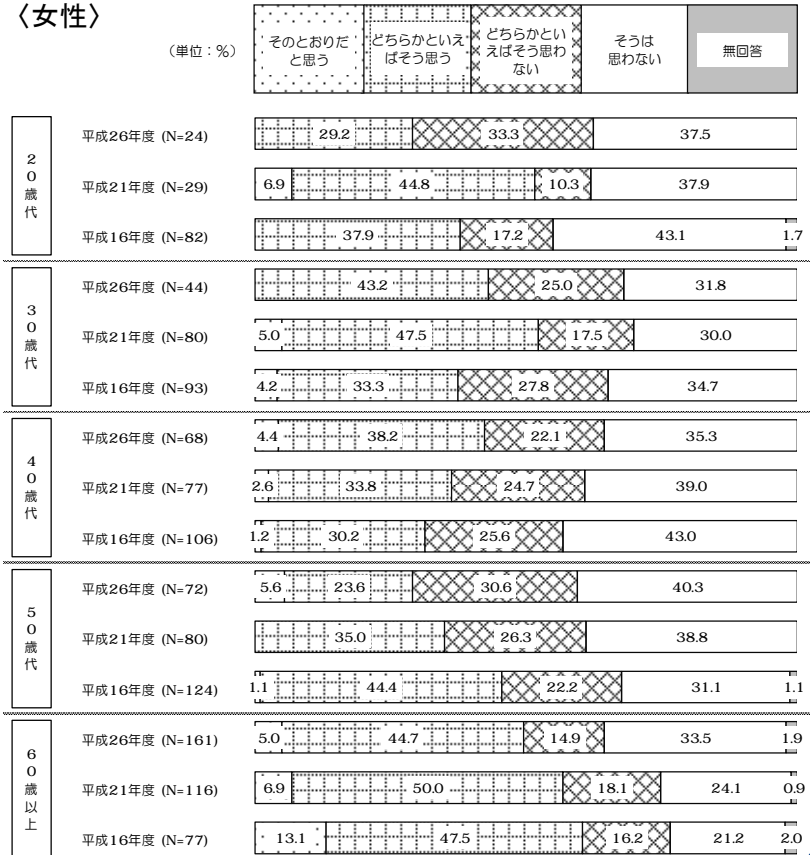 〈女性〉
（単位：％）
そのとおりだ
と思う
どちらかといえ
ばそう思う
どちらかとい
えばそう思わ
ない
そうは
思わない
無回答
20歳代
平成26年度 (N=24)
29.2 33.3 37.5
平成21年度 (N=29)
6.9 44.8 10.3 37.9
平成16年度 (N=82)
37.9 17.2 43.1 1.7
30歳代
平成26年度 (N=44)
43.2 25.0 31.8
平成21年度 (N=80)
5.0 47.5 17.5 30.0
平成16年度 (N=93)
4.2 33.3 27.8 34.7
40歳代
平成26年度 (N=68)
4.4 38.2 22.1 35.3
平成21年度 (N=77)
2.6 33.8 24.7 39.0
平成16年度 (N=106)
1.2 30.2 25.6 43.0
50歳代
平成26年度 (N=72)
5.6 23.6 30.6 40.3
平成21年度 (N=80)
35.0 26.3 38.8
平成16年度 (N=124)
1.1 44.4 22.2 31.1 1.1
60歳以上
平成26年度 (N=161)
5.0 44.7 14.9 33.5 1.9
平成21年度 (N=116)
6.9 50.0 18.1 24.1 0.9
平成16年度 (N=77)
13.1 47.5 16.2 21.2 2.0